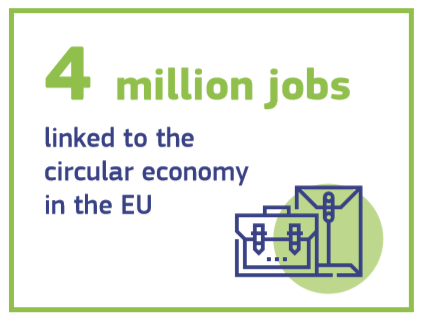 4 million jobs
linked to the
circular economy
in the EU